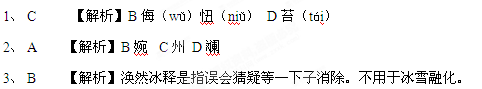 1、 C 【解析】B 侮（wǔ）忸（niǔ） D 苔（tái）
2、 A 【解析】B 婉 C 州 D 斓
3、 B 【解析】涣然冰释是指误会猜疑等一下子消除。不用于冰雪融化。